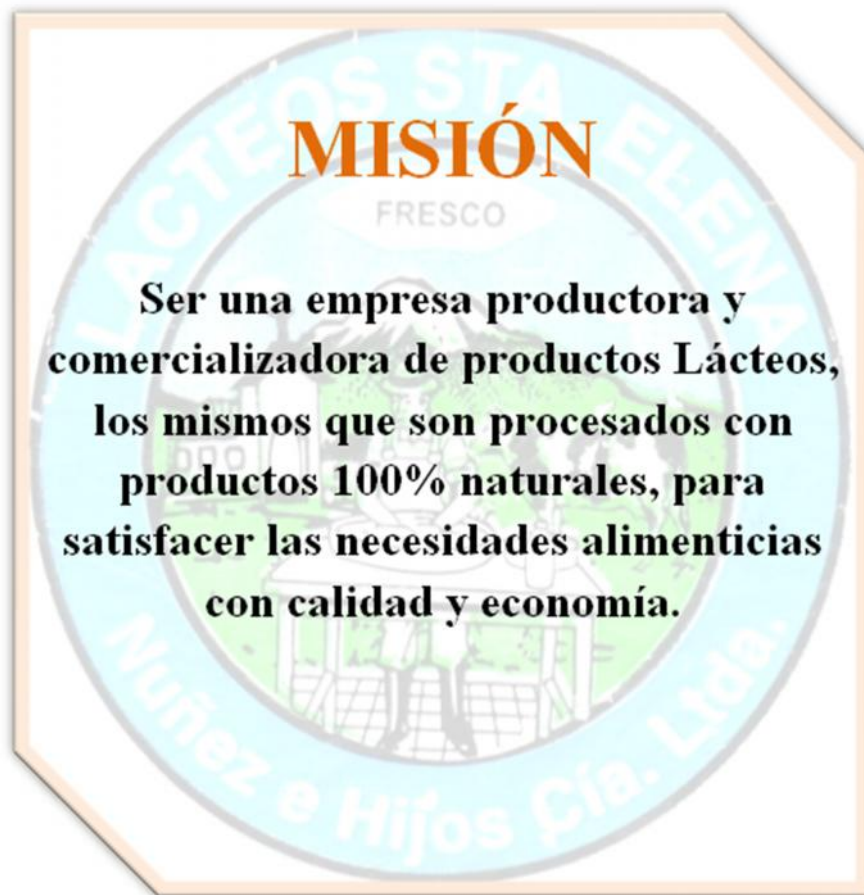 LÁCTEOS STA. ELENA
MISIÓN
FRESCO
Ser una empresa productora y
comercializadora de productos Lácteos,
los mismos que son procesados con
productos 100% naturales, para
satisfacer las necesidades alimenticias
con calidad y economía.
Nuñez e Hijos Cía. Ltda.